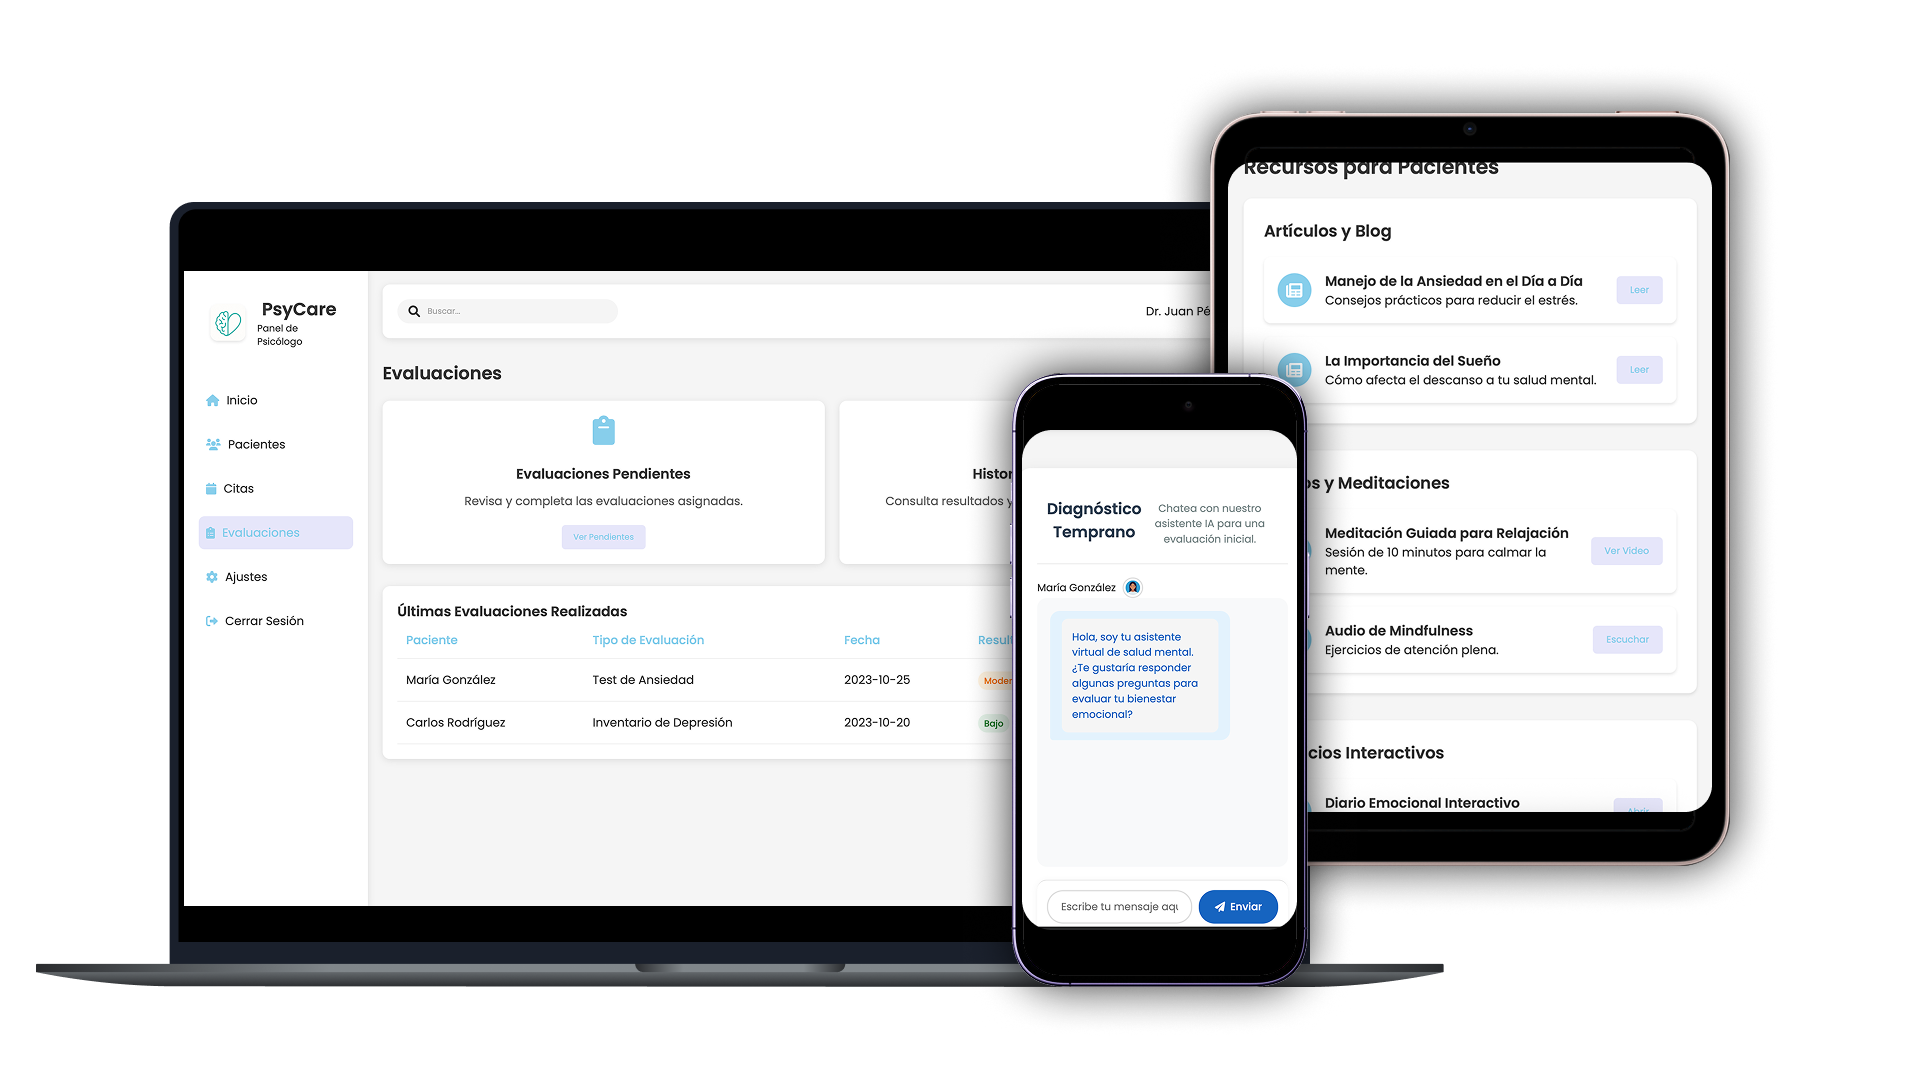 PsyCare
Panel de
Psicólogo
Inicio
Pacientes
Citas
Evaluaciones
Ajustes
Cerrar Sesión
Buscar...
Dr. Juan Pé
Evaluaciones
Evaluaciones Pendientes
Revisa y completa las evaluaciones asignadas.
Ver Pendientes
Histor
Consulta resultados y
Últimas Evaluaciones Realizadas
Paciente Tipo de Evaluación Fecha Result
María González Test de Ansiedad 2023-10-25 Moder
Carlos Rodríguez Inventario de Depresión 2023-10-20 Bajo
Diagnóstico
Temprano
Chatea con nuestro
asistente IA para una
evaluación inicial.
María González
Hola, soy tu asistente
virtual de salud mental.
¿Te gustaría responder
algunas preguntas para
evaluar tu bienestar
emocional?
Escribe tu mensaje aqu
Enviar
Recursos para Pacientes
Artículos y Blog
Manejo de la Ansiedad en el Día a Día
Consejos prácticos para reducir el estrés.
Leer
La Importancia del Sueño
Cómo afecta el descanso a tu salud mental.
Leer
os y Meditaciones
Meditación Guiada para Relajación
Sesión de 10 minutos para calmar la
mente.
Ver Video
Audio de Mindfulness
Ejercicios de atención plena.
Escuchar
cios Interactivos
Diario Emocional Interactivo
Abrir